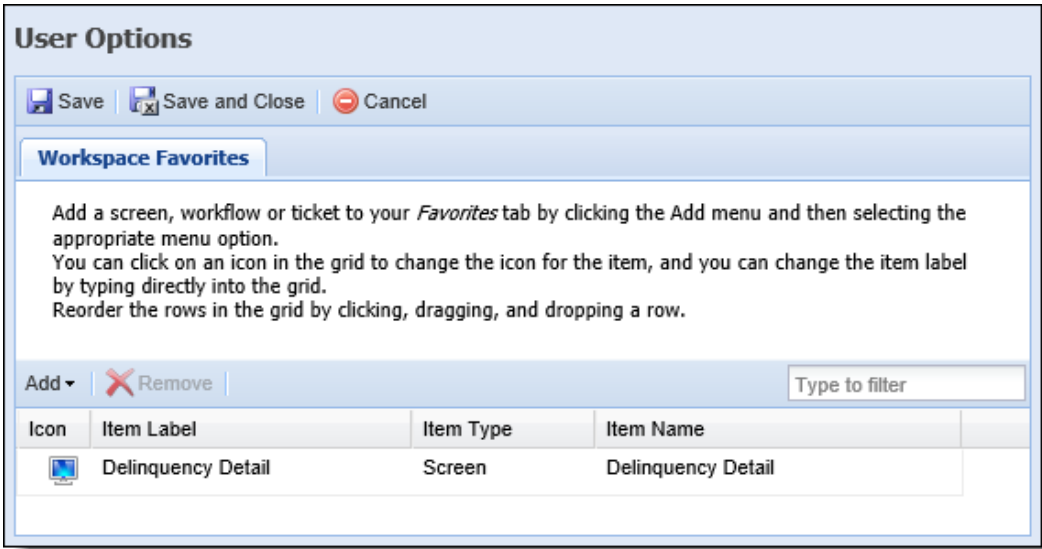 User Options
Save Save and Close Cancel
Workspace Favorites
Add a screen, workflow or ticket to your Favorites tab by clicking the Add menu and then selecting the
appropriate menu option.
You can click on an icon in the grid to change the icon for the item, and you can change the item label
by typing directly into the grid.
Reorder the rows in the grid by clicking, dragging, and dropping a row.
Add Remove Type to filter
Icon Item Label Item Type Item Name
Delinquency Detail Screen Delinquency Detail